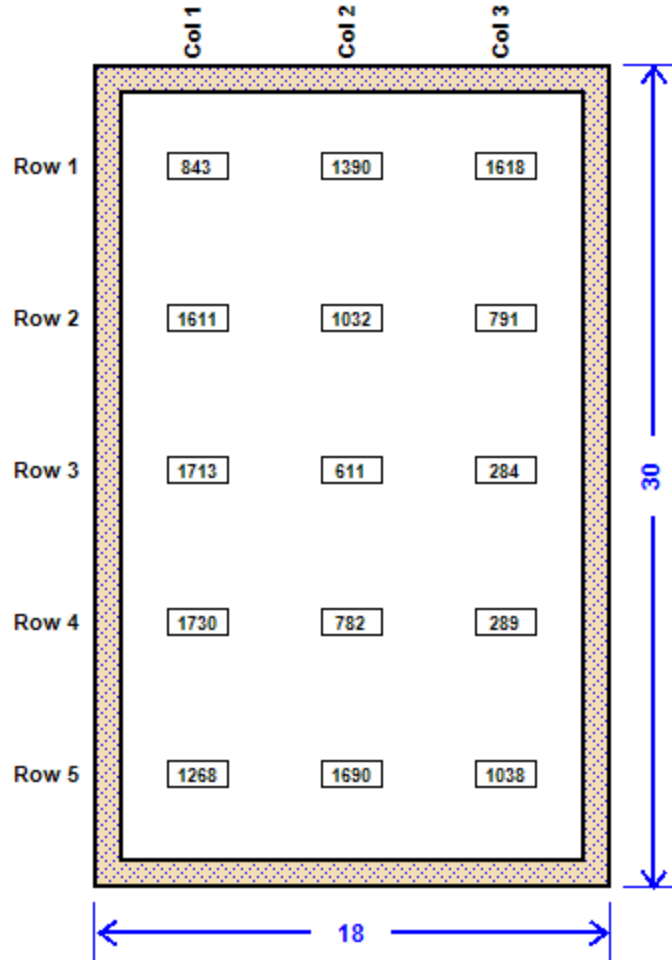 Col 1 Col 2 Col 3
Row 1 843 1390 1618
Row 2 1611 1032 791
Row 3 1713 611 284
30
Row 4 1730 782 289
Row 5 1268 1690 1038
18